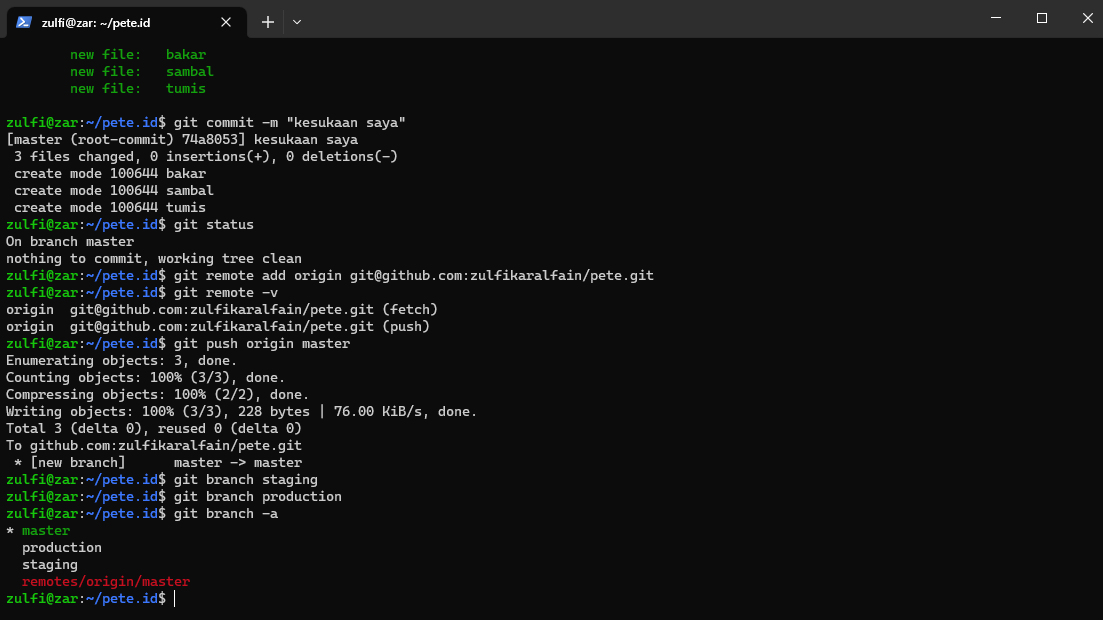 zulfi@zar: ~/pete.id
new file:   bakar
new file:   sambal
new file:   tumis
zulfi@zar:~/pete.id$ git commit -m "kesukaan saya"
[master (root-commit) 74a8053] kesukaan saya
 3 files changed, 0 insertions(+), 0 deletions(-)
 create mode 100644 bakar
 create mode 100644 sambal
 create mode 100644 tumis
zulfi@zar:~/pete.id$ git status
On branch master
nothing to commit, working tree clean
zulfi@zar:~/pete.id$ git remote add origin git@github.com:zulfikaralfain/pete.git
zulfi@zar:~/pete.id$ git remote -v
origin  git@github.com:zulfikaralfain/pete.git (fetch)
origin  git@github.com:zulfikaralfain/pete.git (push)
zulfi@zar:~/pete.id$ git push origin master
Enumerating objects: 3, done.
Counting objects: 100% (3/3), done.
Compressing objects: 100% (2/2), done.
Writing objects: 100% (3/3), 228 bytes | 76.00 KiB/s, done.
Total 3 (delta 0), reused 0 (delta 0)
To github.com:zulfikaralfain/pete.git
 * [new branch]      master -> master
zulfi@zar:~/pete.id$ git branch staging
zulfi@zar:~/pete.id$ git branch production
zulfi@zar:~/pete.id$ git branch -a
* master
  production
  staging
  remotes/origin/master
zulfi@zar:~/pete.id$